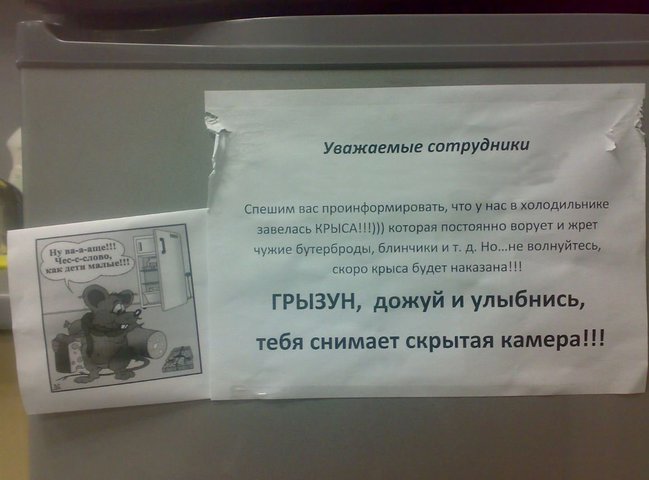 Уважаемые сотрудники
Спешим вас проинформировать, что у нас в холодильнике
завелась КРЫСА!!!))) которая постоянно ворует и жрет
чужие бутерброды, блинчики и т. д. Но...не волнуйтесь,
скоро крыса будет наказана!!!
ГРЫЗУН, дожуй и улыбнись,
тебя снимает скрытая камера!!!
Ну ва-а-аще!!!
Чес-с-слово,
как дети малые!!!